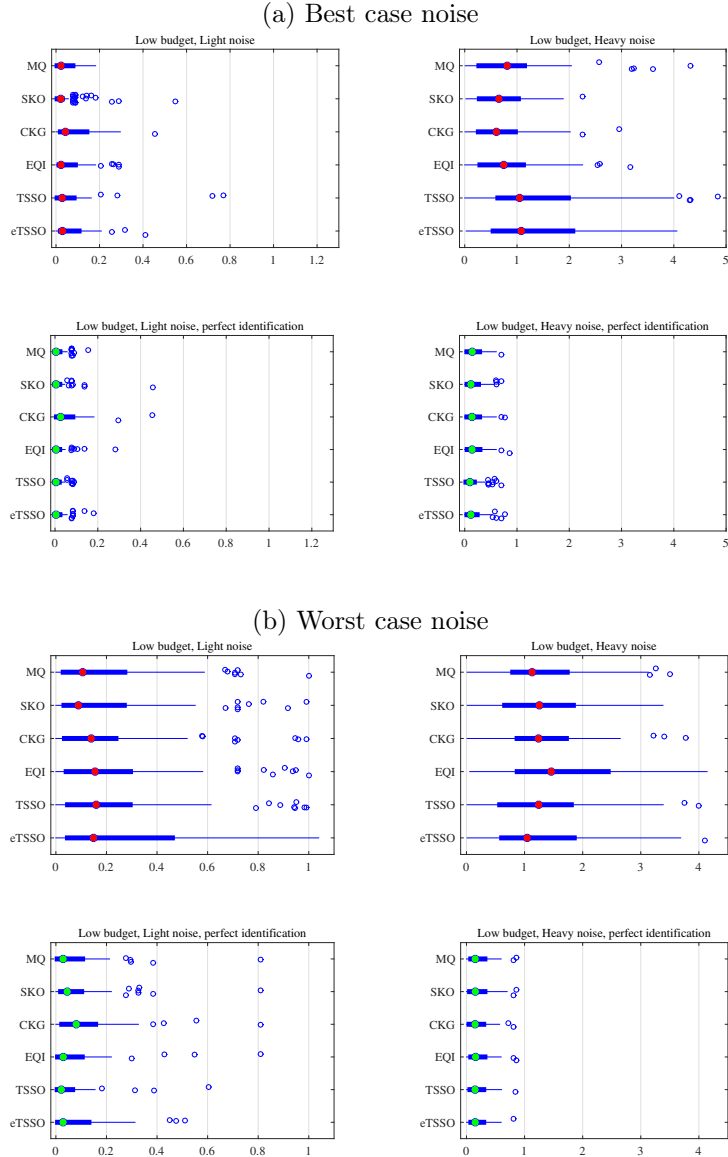 (a) Best case noise
Low budget, Light noise
MQ
SKO
CKG
EQI
TSSO
eTSSO
0 0.2 0.4 0.6 0.8 1 1.2
Low budget, Heavy noise
MQ
SKO
CKG
EQI
TSSO
eTSSO
0 1 2 3 4 5
Low budget, Light noise, perfect identification
MQ
SKO
CKG
EQI
TSSO
eTSSO
0 0.2 0.4 0.6 0.8 1 1.2
Low budget, Heavy noise, perfect identification
MQ
SKO
CKG
EQI
TSSO
eTSSO
0 1 2 3 4 5
(b) Worst case noise
Low budget, Light noise
MQ
SKO
CKG
EQI
TSSO
eTSSO
0 0.2 0.4 0.6 0.8 1
Low budget, Heavy noise
MQ
SKO
CKG
EQI
TSSO
eTSSO
0 1 2 3 4
Low budget, Light noise, perfect identification
MQ
SKO
CKG
EQI
TSSO
eTSSO
0 0.2 0.4 0.6 0.8 1
Low budget, Heavy noise, perfect identification
MQ
SKO
CKG
EQI
TSSO
eTSSO
0 1 2 3 4